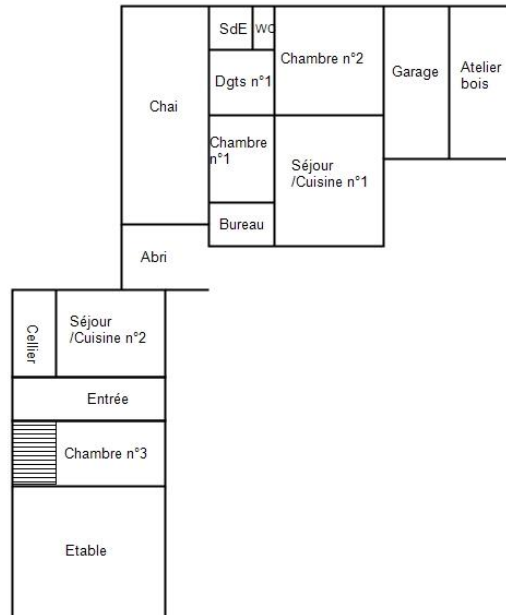 SdE
WC
Chambre n°2
Garage
Atelier
bois
Dgts n°1
Chai
Chambre
n°1
Séjour
/Cuisine n°1
Bureau
Abri
Cellier
Séjour
/Cuisine n°2
Entrée
Chambre n°3
Etable